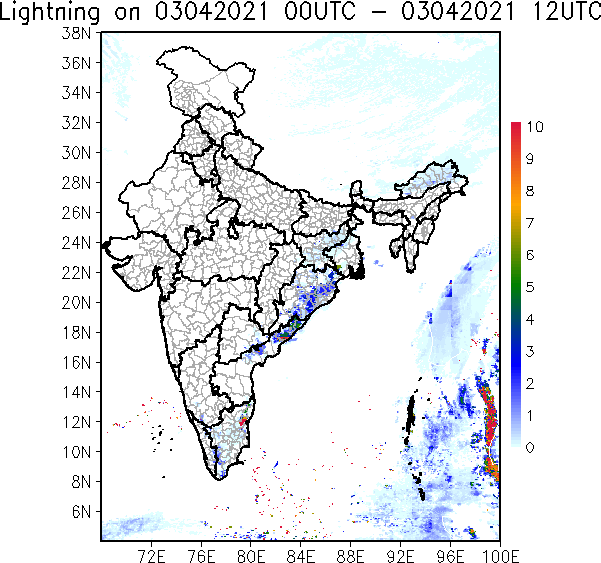 Lightning on 03042021 00UTC – 03042021 12UTC
38N
36N
34N
32N
30N
28N
26N
24N
22N
20N
18N
16N
14N
12N
10N
8N
6N
72E 76E 80E 84E 88E 92E 96E 100E
10
9
8
7
6
5
4
3
2
1
0